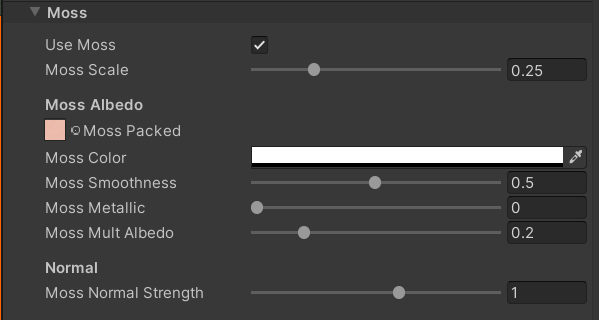 Moss
Use Moss
Moss Scale 0.25
Moss Albedo
Moss Packed
Moss Color
Moss Smoothness 0.5
Moss Metallic 0
Moss Mult Albedo 0.2
Normal
Moss Normal Strength 1